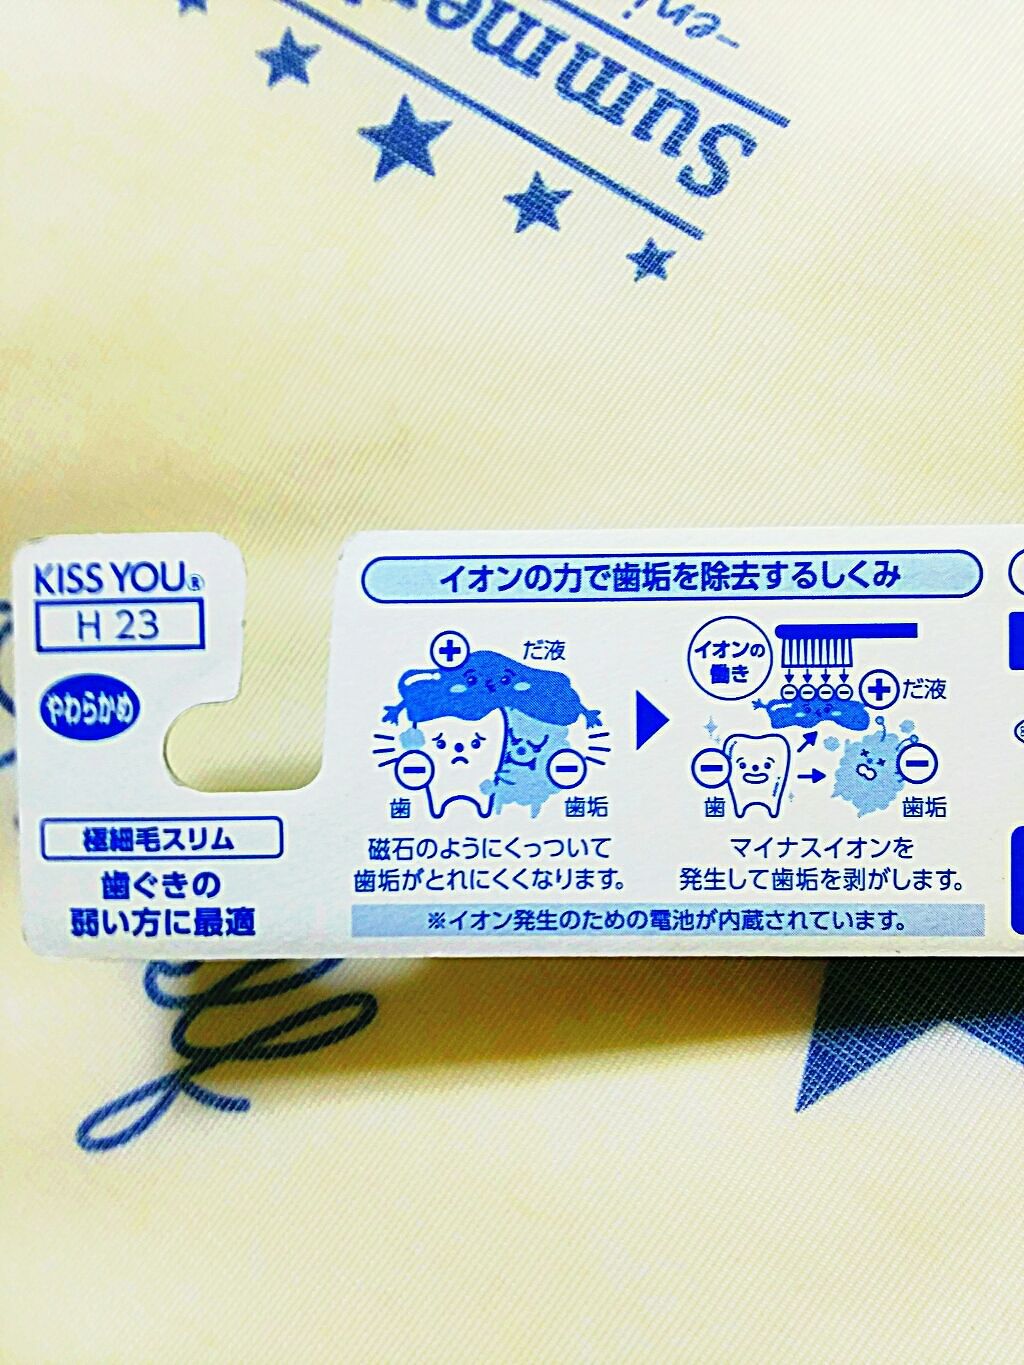 Summer
KISS YOU®
H 23
やわらかめ
極細毛スリム
歯ぐきの
弱い方に最適
イオンの力で歯垢を除去するしくみ
+
だ液
−
歯
−
歯垢
磁石のようにくっついて
歯垢がとれにくくなります。
イオンの
働き
− − − −
+
だ液
−
歯
−
歯垢
マイナスイオンを
発生して歯垢を剥がします。
※イオン発生のための電池が内蔵されています。